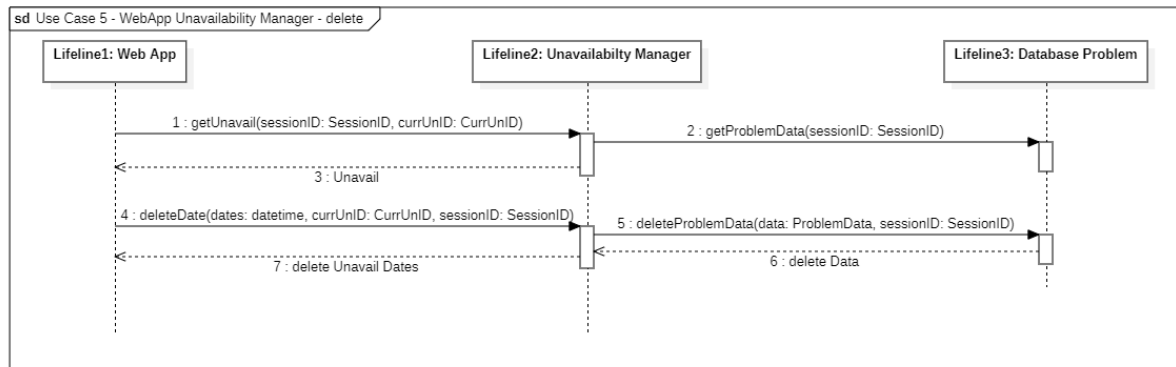 sd Use Case 5 - WebApp Unavailability Manager - delete
Lifeline1: Web App
Lifeline2: Unavailabilty Manager
Lifeline3: Database Problem
1 : getUnavail(sessionID: SessionID, currUnID: CurrUnID)
2 : getProblemData(sessionID: SessionID)
3 : Unavail
4 : deleteDate(dates: datetime, currUnID: CurrUnID, sessionID: SessionID)
5 : deleteProblemData(data: ProblemData, sessionID: SessionID)
6 : delete Data
7 : delete Unavail Dates